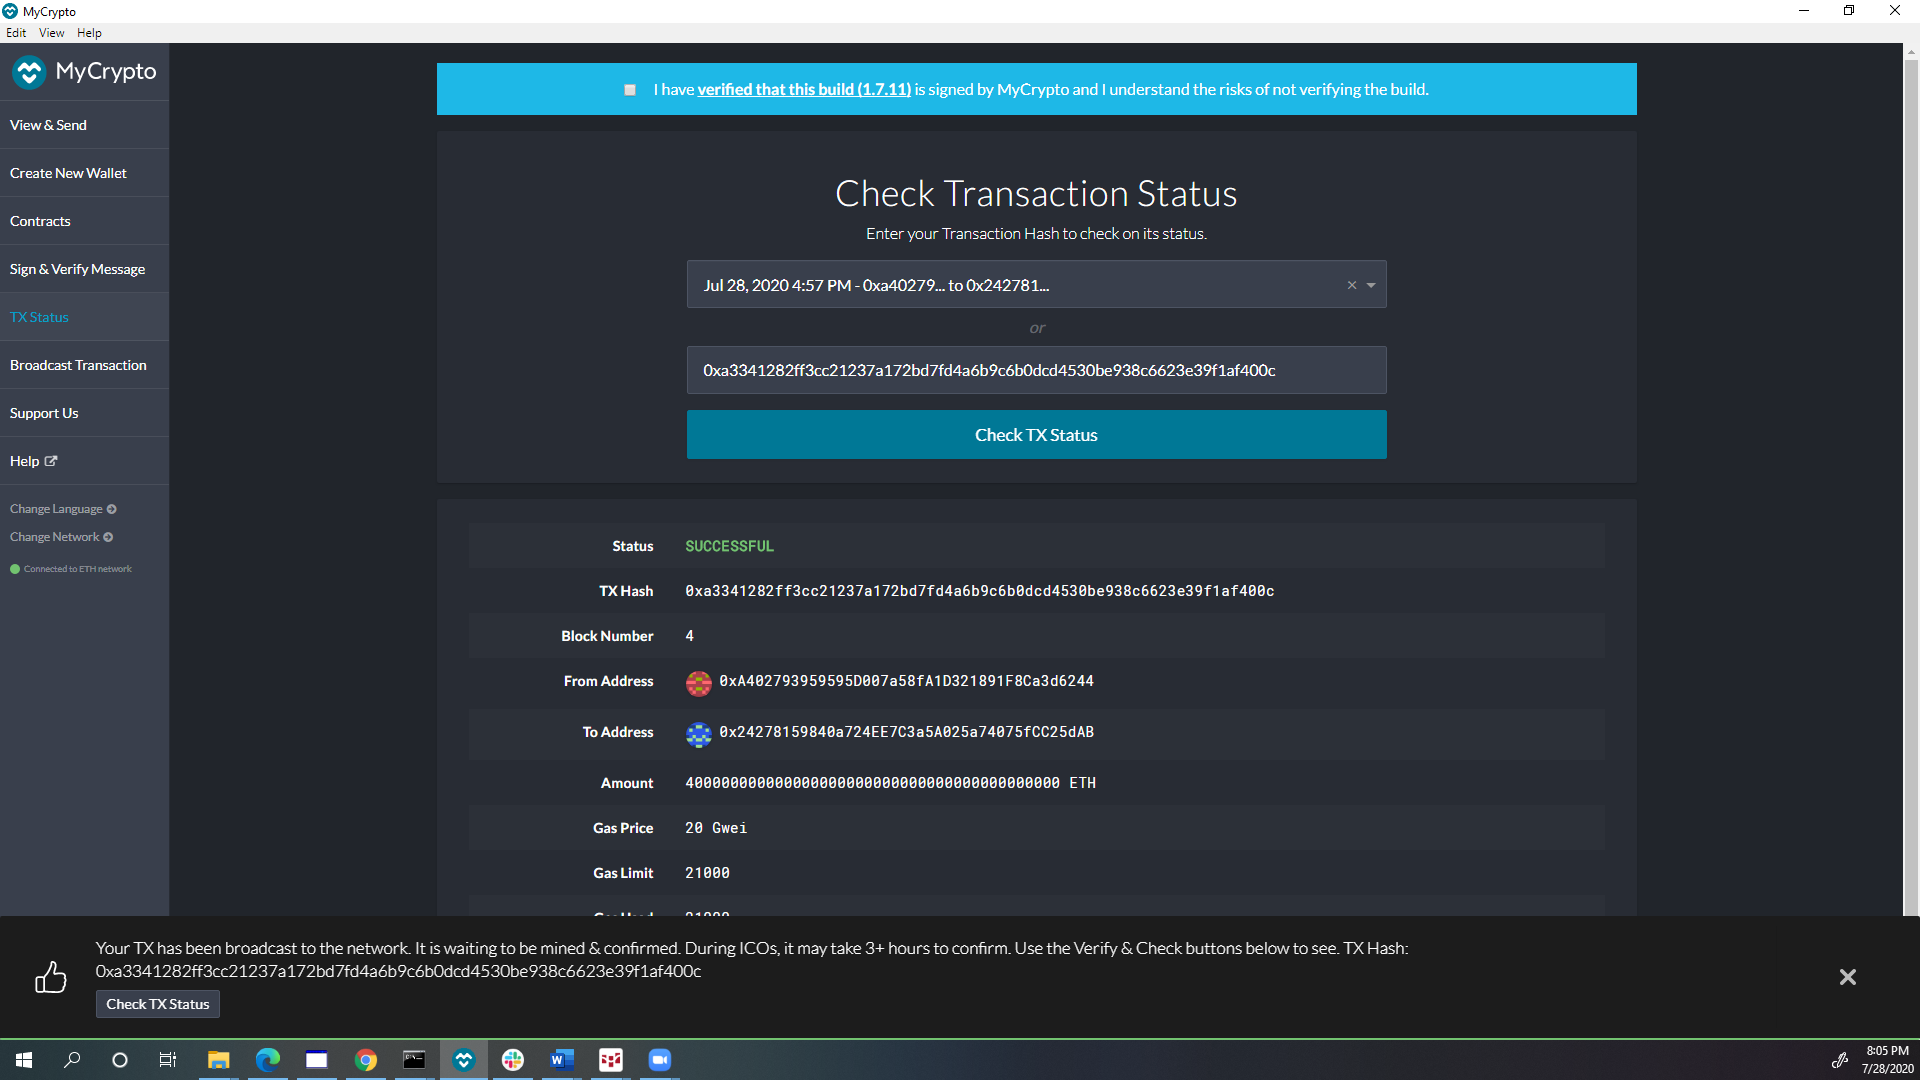 MyCrypto
Edit View Help
MyCrypto
View & Send
Create New Wallet
Contracts
Sign & Verify Message
TX Status
Broadcast Transaction
Support Us
Help
Change Language
Change Network
Connected to ETH network
I have verified that this build (1.7.11) is signed by MyCrypto and I understand the risks of not verifying the build.
Check Transaction Status
Enter your Transaction Hash to check on its status.
Jul 28, 2020 4:57 PM - 0xa40279... to 0x242781...
or
0xa3341282ff3cc21237a172bd7fd4a6b9c6b0dcd4530be938c6623e39f1af400c
Check TX Status
Status SUCCESSFUL
TX Hash 0xa3341282ff3cc21237a172bd7fd4a6b9c6b0dcd4530be938c6623e39f1af400c
Block Number 4
From Address 0xA402793959595D007a58fA1D321891F8Ca3d6244
To Address 0x24278159840a724EE7C3a5A025a74075fCC25dAB
Amount 400000000000000000000000000000000000000000 ETH
Gas Price 20 Gwei
Gas Limit 21000
Your TX has been broadcast to the network. It is waiting to be mined & confirmed. During ICOs, it may take 3+ hours to confirm. Use the Verify & Check buttons below to see. TX Hash:
0xa3341282ff3cc21237a172bd7fd4a6b9c6b0dcd4530be938c6623e39f1af400c
Check TX Status
8:05 PM
7/28/2020